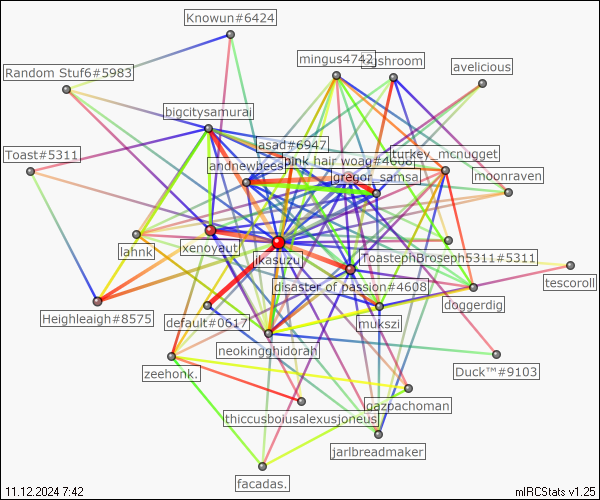 Knowun#6424
mingus4742
Random Stuf6#5983
avelicious
bigcitysamurai
asad#6947
turkey_mcnugget
Toast#5311
andnewbees
pink hair woag#4608
gregor_samsa
moonraven
lahnk
xenoyaut
ikasuzu
ToastephBroseph5311#5311
tescoroll
disaster of passion#4608
doggerdig
Heighleaigh#8575
default#0617
mukszi
neokingghidorah
zeehonk.
Duck™#9103
gazpachoman
thiccusboiusalexusjoneus
jarlbreadmaker
facadas.
11.12.2024 7:42
mIRCStats v1.25